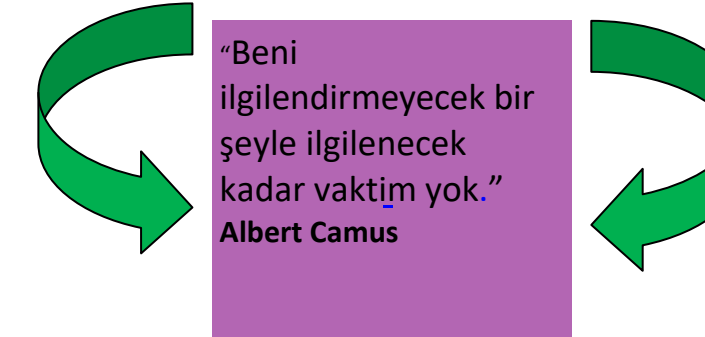 “Beni
ilgilendirmeyecek bir
şeyle ilgilenecek
kadar vaktim yok.”
Albert Camus